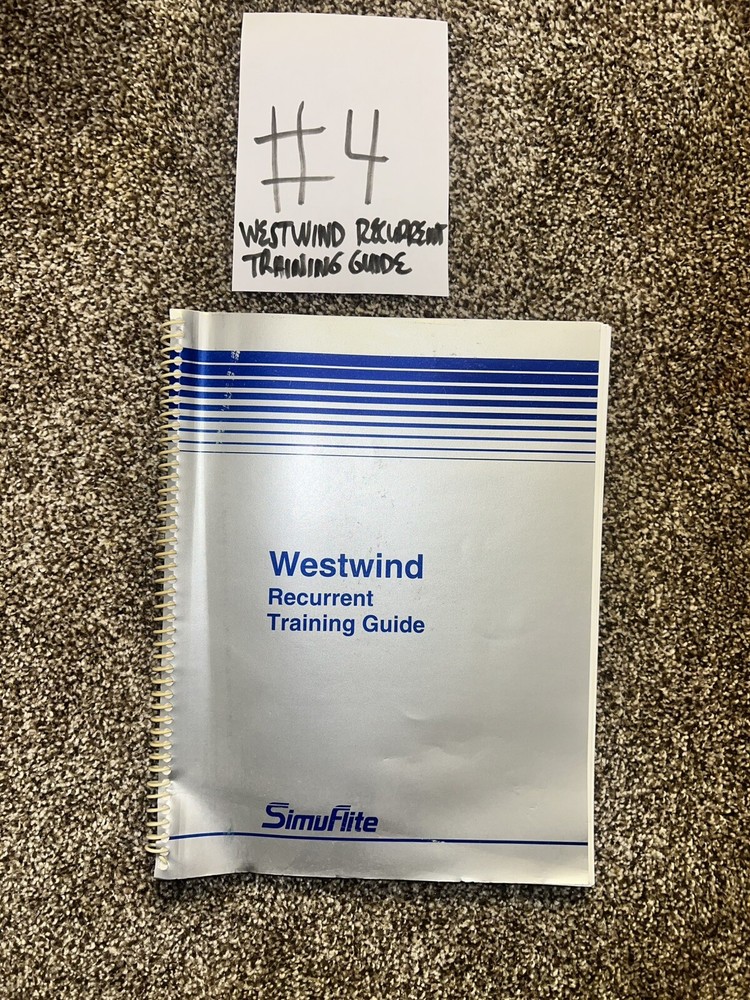 #4
WESTWIND RECURRENT
TRAINING GUIDE
Westwind
Recurrent
Training Guide
SimuFlite